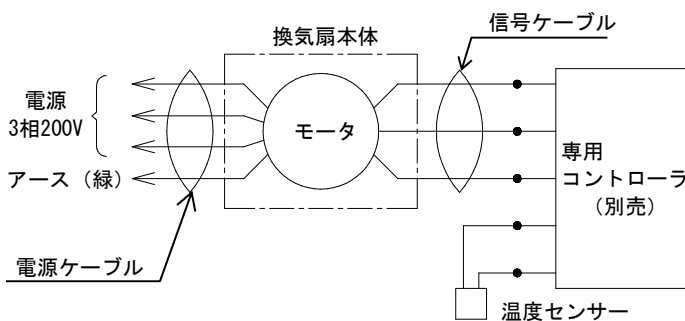 換気扇本体
信号ケーブル
電源
3相200V
モータ
アース（緑）
専用
コントローラ
（別売）
電源ケーブル
温度センサー